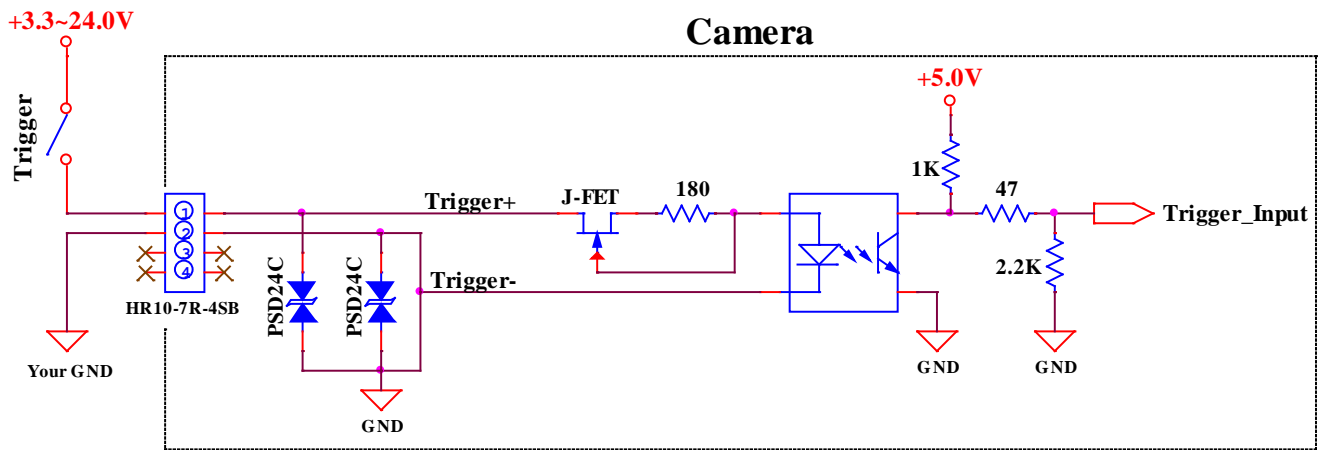 Camera
+3.3~24.0V
Trigger
+5.0V
1K
47
180
J-FET
Trigger+
Trigger_Input
1
2
3
4
2.2K
Trigger-
PSD24C
PSD24C
HR10-7R-4SB
Your GND
GND
GND
GND